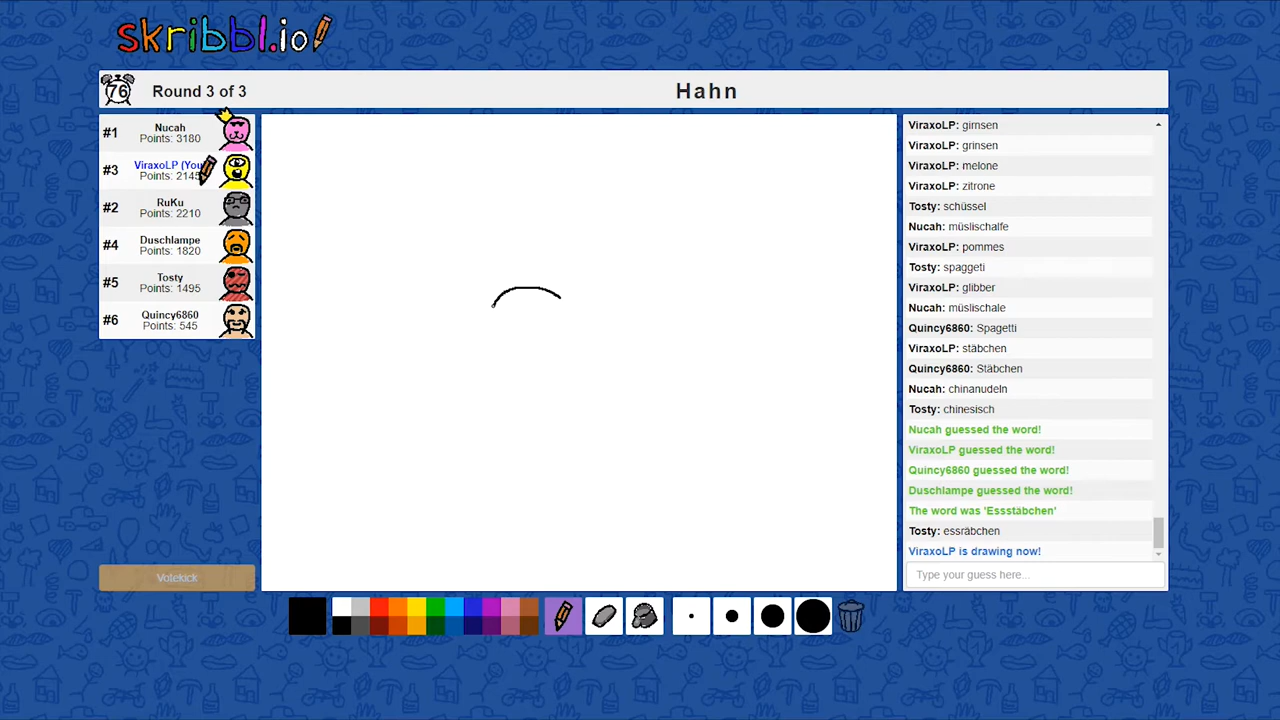 skribbl.io!
76
Round 3 of 3
Hahn
#1
Nucah
Points: 3180
#3
ViraxoLP (You
Points: 2145
#2
RuKu
Points: 2210
#4
Duschlampe
Points: 1820
#5
Tosty
Points: 1495
#6
Quincy6860
Points: 545
Votekick
ViraxoLP: girnsen
ViraxoLP: grinsen
ViraxoLP: melone
ViraxoLP: zitrone
Tosty: schüssel
Nucah: müslischalfe
ViraxoLP: pommes
Tosty: spaggeti
ViraxoLP: glibber
Nucah: müslischale
Quincy6860: Spagetti
ViraxoLP: stäbchen
Quincy6860: Stäbchen
Nucah: chinanudeln
Tosty: chinesisch
Nucah guessed the word!
ViraxoLP guessed the word!
Quincy6860 guessed the word!
Duschlampe guessed the word!
The word was 'Essstäbchen'
Tosty: essräbchen
ViraxoLP is drawing now!
Type your guess here...